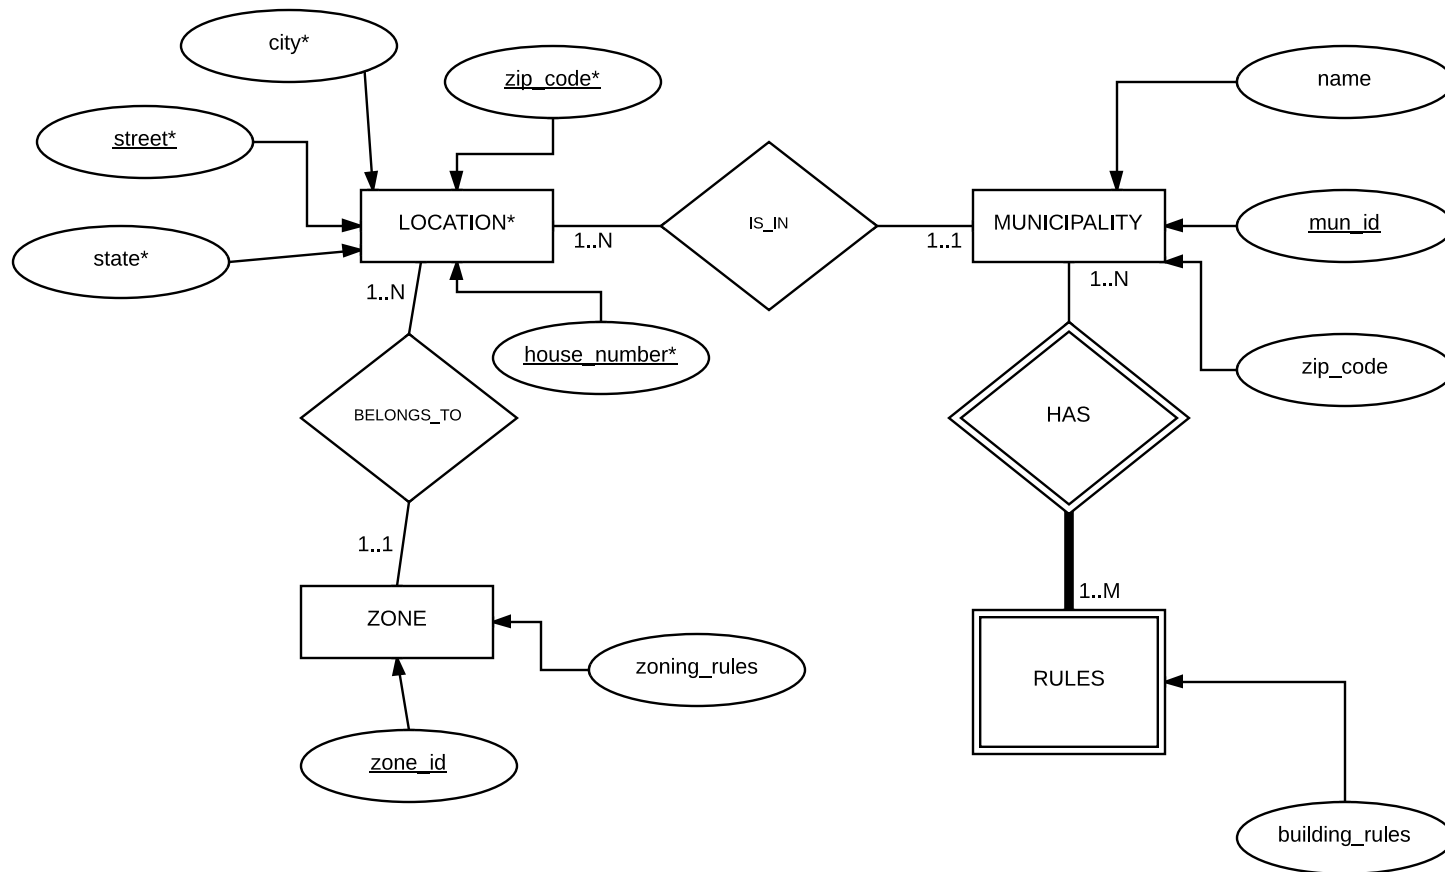 city*
zip_code*
name
street*
LOCATION*
IS_IN
MUNICIPALITY
mun_id
1..N
1..1
state*
1..N
1..N
house_number*
zip_code
BELONGS_TO
HAS
1..1
1..M
ZONE
zoning_rules
RULES
zone_id
building_rules